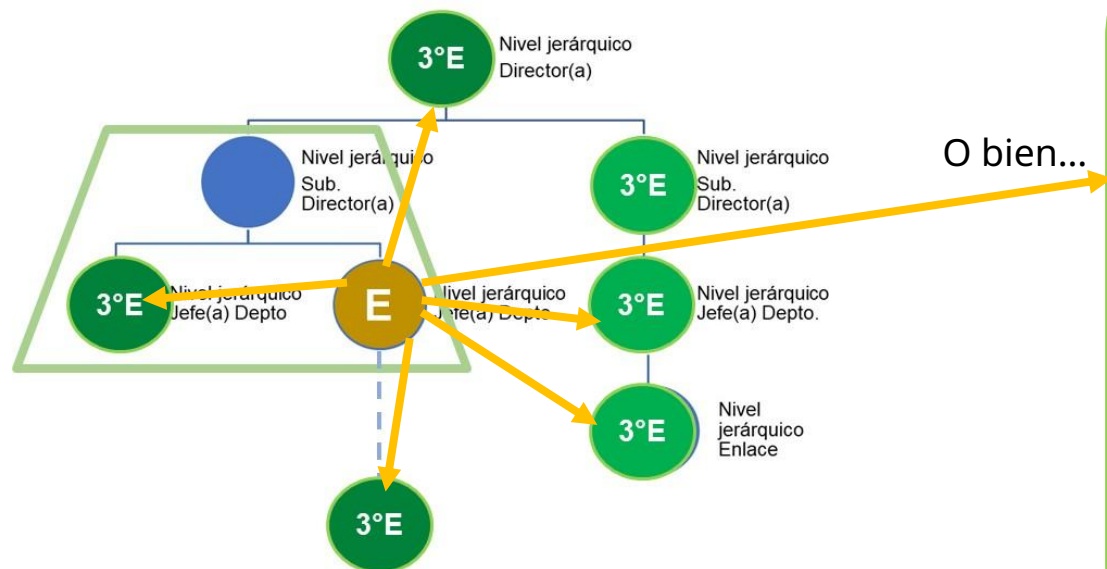 3°E
Nivel jerárquico
Director(a)
Nivel jerárquico
Sub.
Director(a)
3°E
Nivel jerárquico
Sub.
Director(a)
O bien...
3°E
Nivel jerárquico
Jefe(a) Depto
E
Nivel jerárquico
Jefe(a) Depto
3°E
Nivel jerárquico
Jefe(a) Depto.
3°E
Nivel
jerárquico
Enlace
3°E